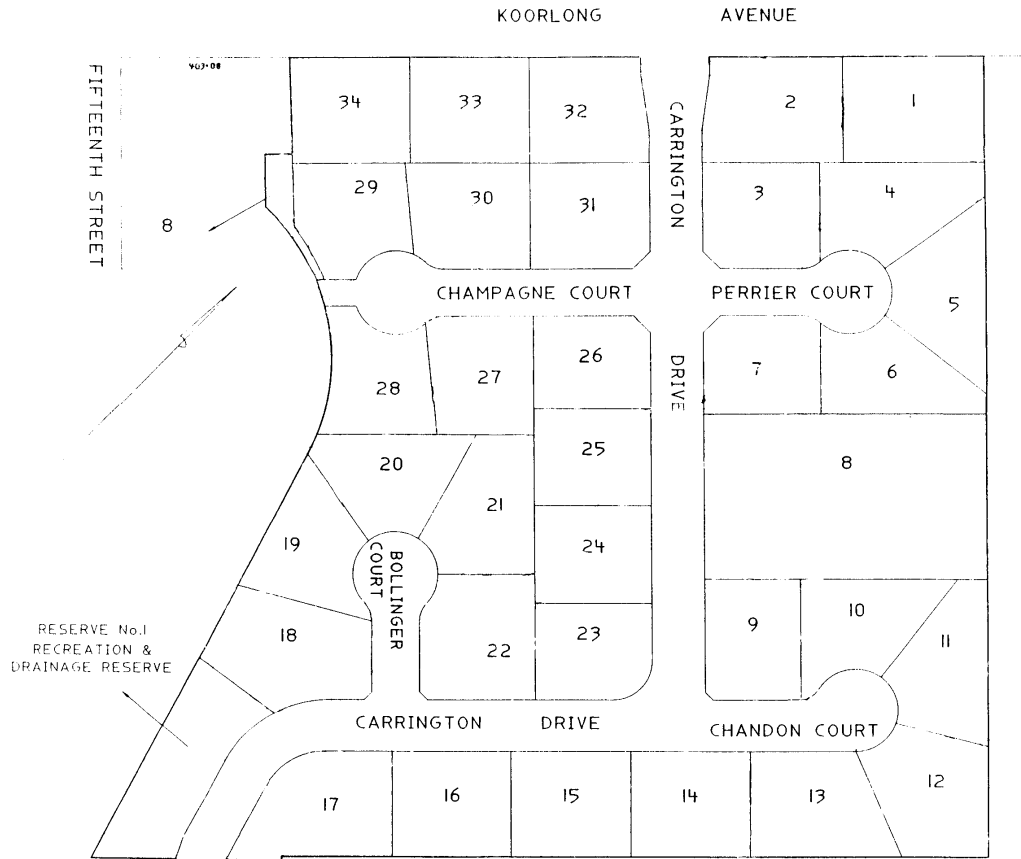 KOORLONG AVENUE
FIFTEENTH STREET
34
33
32
CARRINGTON
2
1
29
30
31
3
4
8
CHAMPAGNE COURT
PERRIER COURT
5
26
DRIVE
7
6
28
27
25
8
20
21
19
24
BOLLINGER
COURT
18
22
23
9
10
11
RESERVE No.1
RECREATION &
DRAINAGE RESERVE
CARRINGTON DRIVE
CHANDON COURT
17
16
15
14
13
12